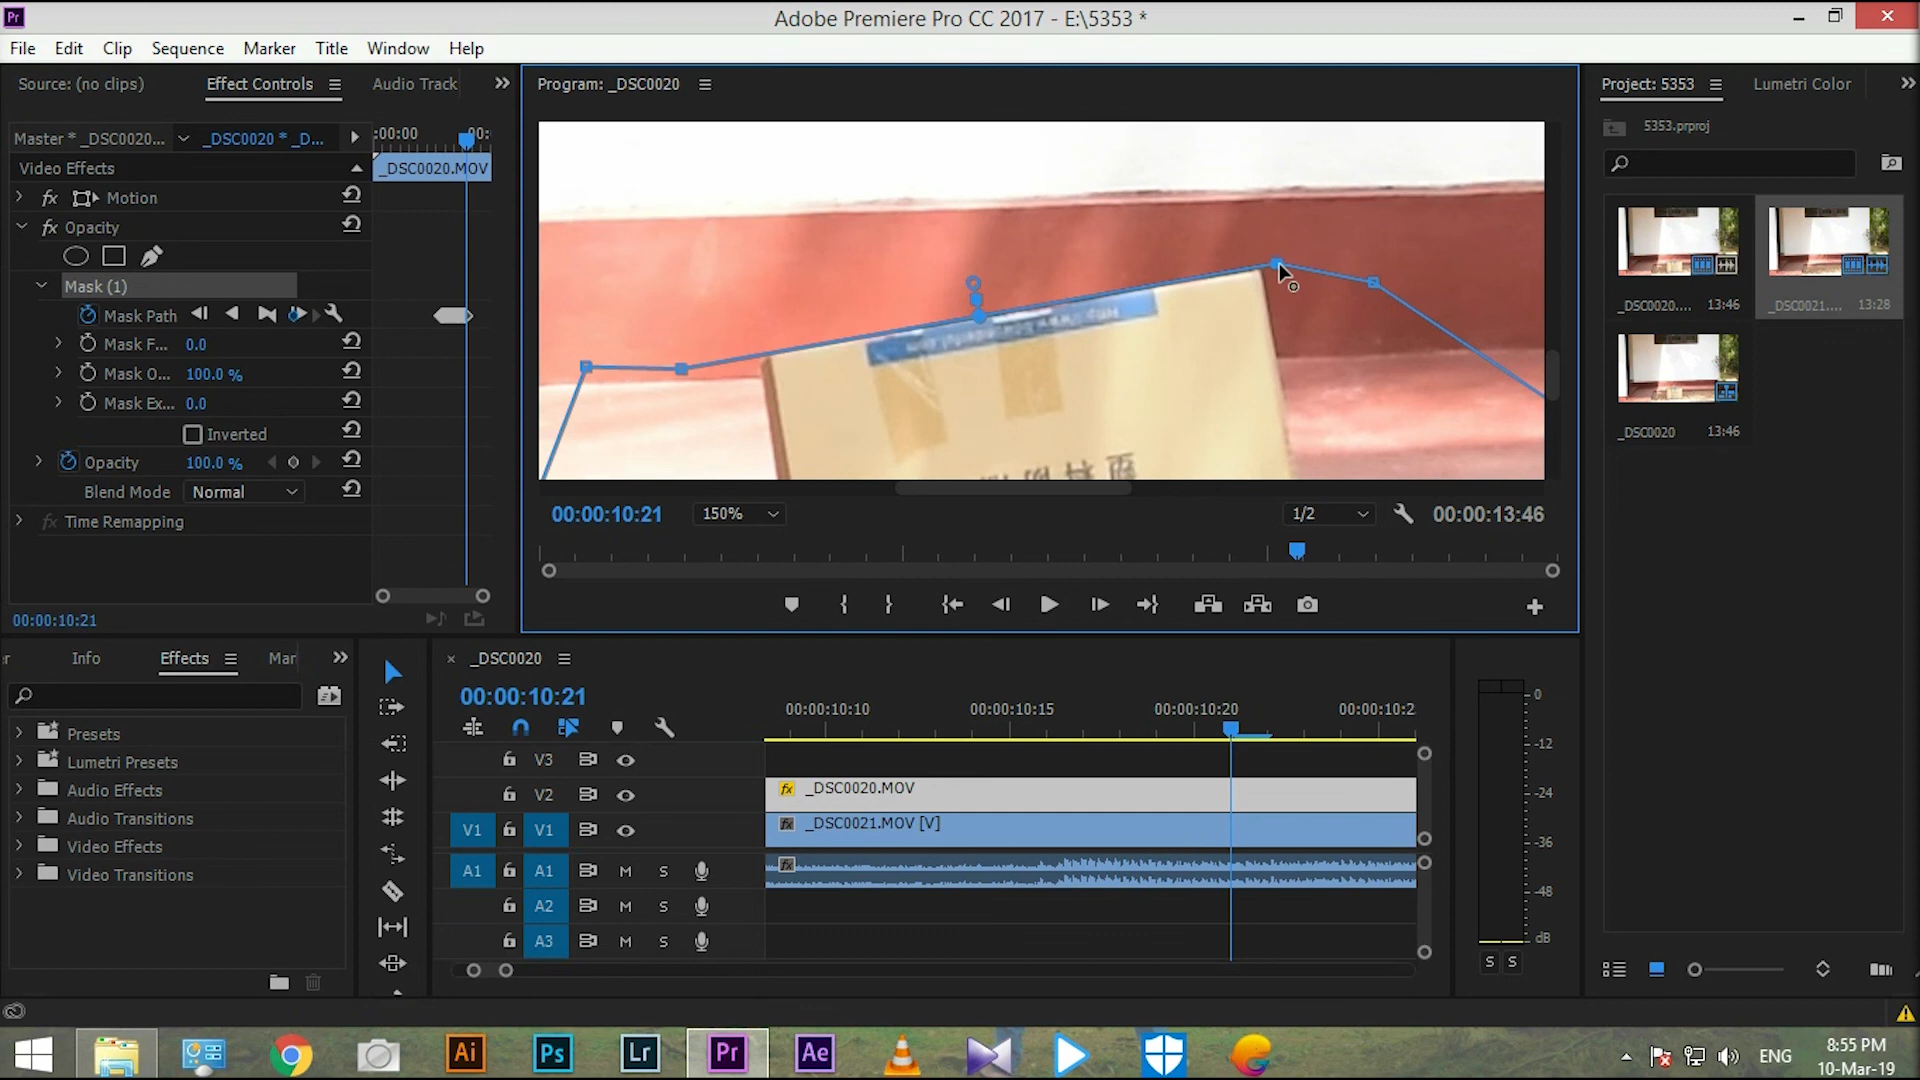 Pr
Adobe Premiere Pro CC 2017 - E:\5353 *
File Edit Clip Sequence Marker Title Window Help
Source: (no clips) Effect Controls Audio Track
Program: _DSC0020
Project: 5353 Lumetri Color
Master * _DSC0020... _DSC0020 * _D... :00:00 00:
5353.prproj
Video Effects _DSC0020.MOV
fx Motion
fx Opacity
Mask (1)
Mask Path
Mask F... 0.0
Mask O... 100.0 %
Mask Ex... 0.0
Inverted
Opacity 100.0 %
Blend Mode Normal
fx Time Remapping
00:00:10:21
_DSC0020.... 13:46 _DSC0021.... 13:28
_DSC0020 13:46
00:00:10:21 150% 1/2 00:00:13:46
r Info Effects Mar
Presets
Lumetri Presets
Audio Effects
Audio Transitions
Video Effects
Video Transitions
× _DSC0020
00:00:10:21
00:00:10:10 00:00:10:15 00:00:10:20 00:00:10:2
V3
V2 fx _DSC0020.MOV
V1 V1 fx _DSC0021.MOV [V]
A1 A1 M S fx
A2 M S
A3 M S
0
-12
-24
-36
-48
dB
S S
Ai Ps Lr Pr Ae
ENG
8:55 PM
10-Mar-19